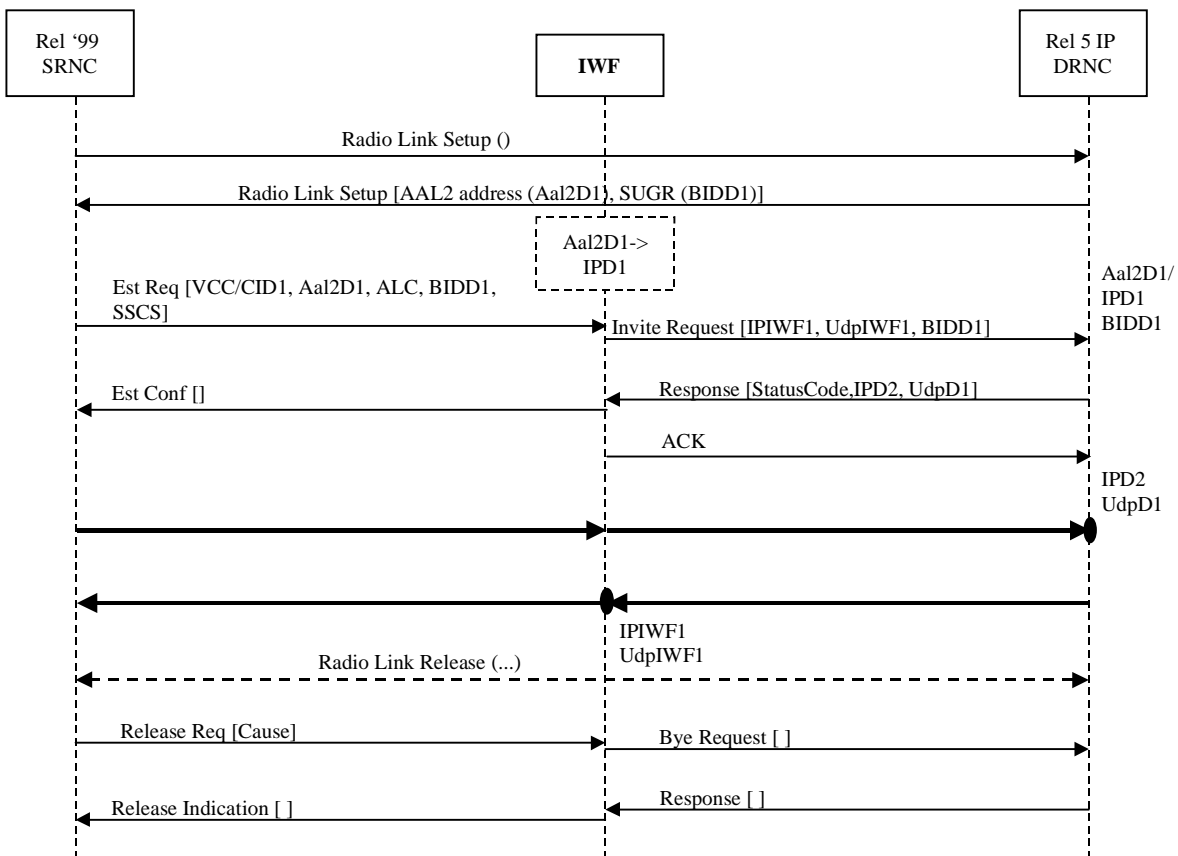 Rel ‘99
SRNC
IWF
Rel 5 IP
DRNC
Radio Link Setup ()
Radio Link Setup [AAL2 address (Aal2D1), SUGR (BIDD1)]
Aal2D1->
IPD1
Aal2D1/
IPD1
BIDD1
Est Req [VCC/CID1, Aal2D1, ALC, BIDD1,
SSCS]
Invite Request [IPIWF1, UdpIWF1, BIDD1]
Est Conf []
Response [StatusCode,IPD2, UdpD1]
ACK
IPD2
UdpD1
IPIWF1
UdpIWF1
Radio Link Release (...)
Release Req [Cause]
Bye Request [ ]
Response [ ]
Release Indication [ ]